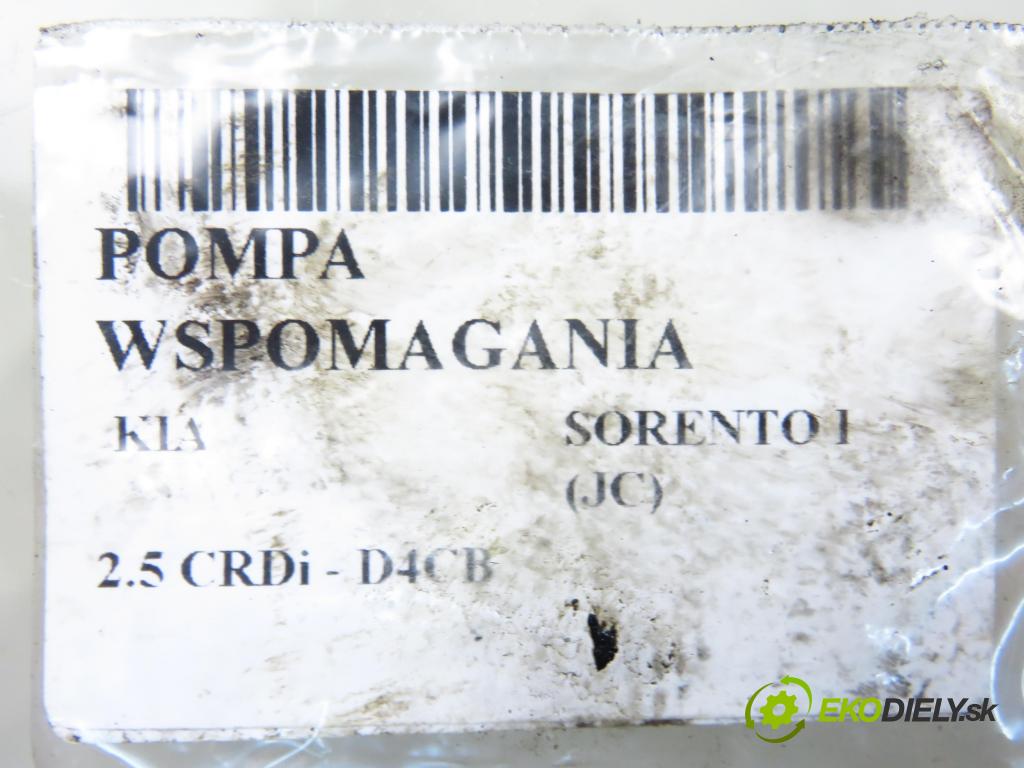 POMPA
WSPOMAGANIA
KIA SORENTO I
(JC)
2.5 CRDi - D4CB
EKODIELY.sk